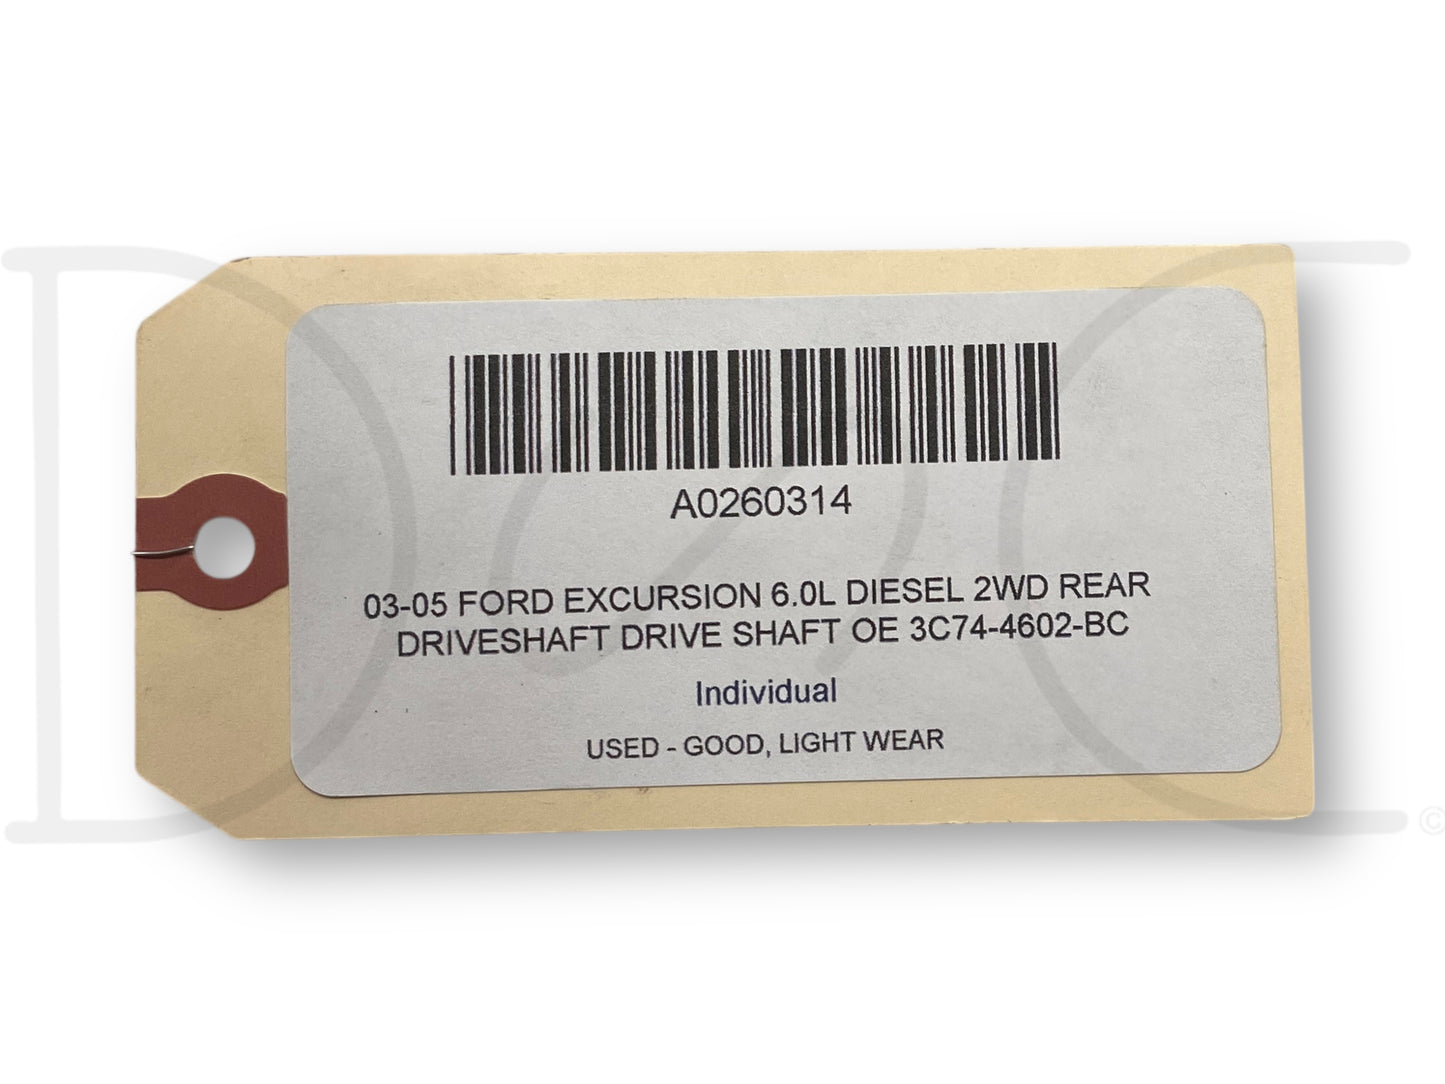 A0260314
03-05 FORD EXCURSION 6.0L DIESEL 2WD REAR
DRIVESHAFT DRIVE SHAFT OE 3C74-4602-BC
Individual
USED - GOOD, LIGHT WEAR
©